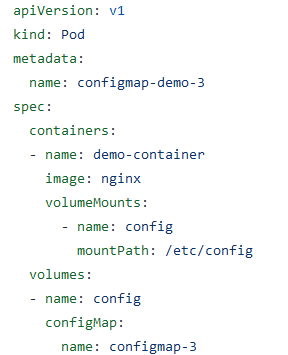 apiVersion: v1
kind: Pod
metadata:
  name: configmap-demo-3
spec:
  containers:
  - name: demo-container
    image: nginx
    volumeMounts:
      - name: config
        mountPath: /etc/config
  volumes:
  - name: config
    configMap:
      name: configmap-3